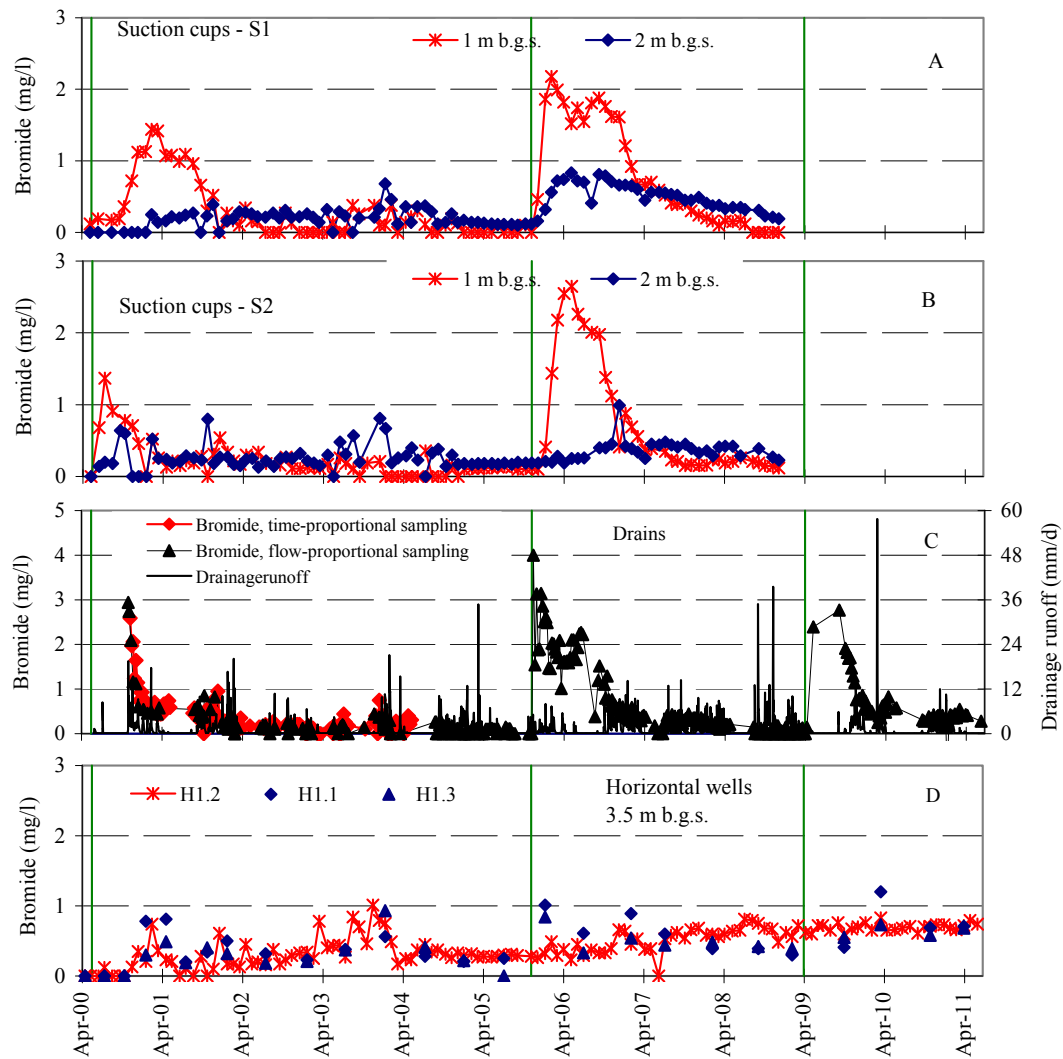 3
Suction cups - S1
1 m b.g.s.
2 m b.g.s.
A
2
1
0
Bromide (mg/l)
3
1 m b.g.s.
2 m b.g.s.
Suction cups - S2
B
2
1
0
Bromide (mg/l)
5
60
Bromide, time-proportional sampling
Drains
C
4
48
Bromide, flow-proportional sampling
Drainagerunoff
3
36
2
24
1
12
0
0
Bromide (mg/l)
Drainage runoff (mm/d)
3
H1.2
H1.1
H1.3
Horizontal wells
D
3.5 m b.g.s.
2
1
0
Bromide (mg/l)
Apr-00
Apr-01
Apr-02
Apr-03
Apr-04
Apr-05
Apr-06
Apr-07
Apr-08
Apr-09
Apr-10
Apr-11